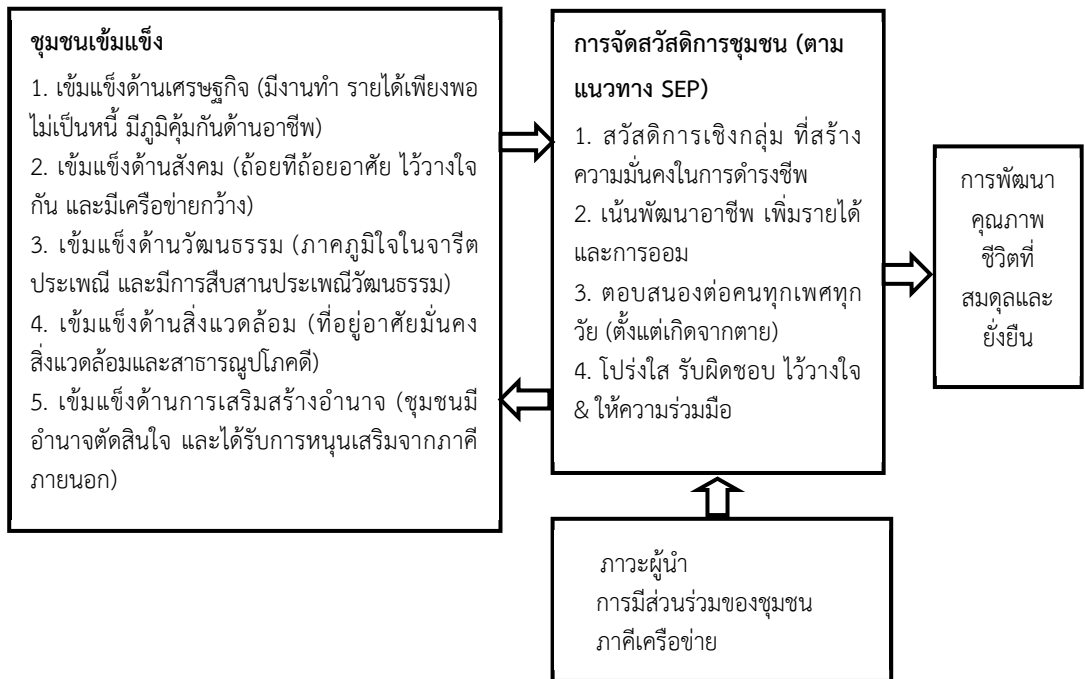 ชุมชนเข้มแข็ง
1. เข้มแข็งด้านเศรษฐกิจ (มีงานทำ รายได้เพียงพอ
ไม่เป็นหนี้ มีภูมิคุ้มกันด้านอาชีพ)
2. เข้มแข็งด้านสังคม (ถ้อยทีถ้อยอาศัย ไว้วางใจ
กัน และมีเครือข่ายกว้าง)
3. เข้มแข็งด้านวัฒนธรรม (ภาคภูมิใจในจารีต
ประเพณี และมีการสืบสานประเพณีวัฒนธรรม)
4. เข้มแข็งด้านสิ่งแวดล้อม (ที่อยู่อาศัยมั่นคง
สิ่งแวดล้อมและสาธารณูปโภคดี)
5. เข้มแข็งด้านการเสริมสร้างอำนาจ (ชุมชนมี
อำนาจตัดสินใจ และได้รับการหนุนเสริมจากภาคี
ภายนอก)
การจัดสวัสดิการชุมชน (ตาม
แนวทาง SEP)
1. สวัสดิการเชิงกลุ่ม ที่สร้าง
ความมั่นคงในการดำรงชีพ
2. เน้นพัฒนาอาชีพ เพิ่มรายได้
และการออม
3. ตอบสนองต่อคนทุกเพศทุก
วัย (ตั้งแต่เกิดจากตาย)
4. โปร่งใส รับผิดชอบ ไว้วางใจ
& ให้ความร่วมมือ
การพัฒนา
คุณภาพ
ชีวิตที่
สมดุลและ
ยั่งยืน
ภาวะผู้นำ
การมีส่วนร่วมของชุมชน
ภาคีเครือข่าย